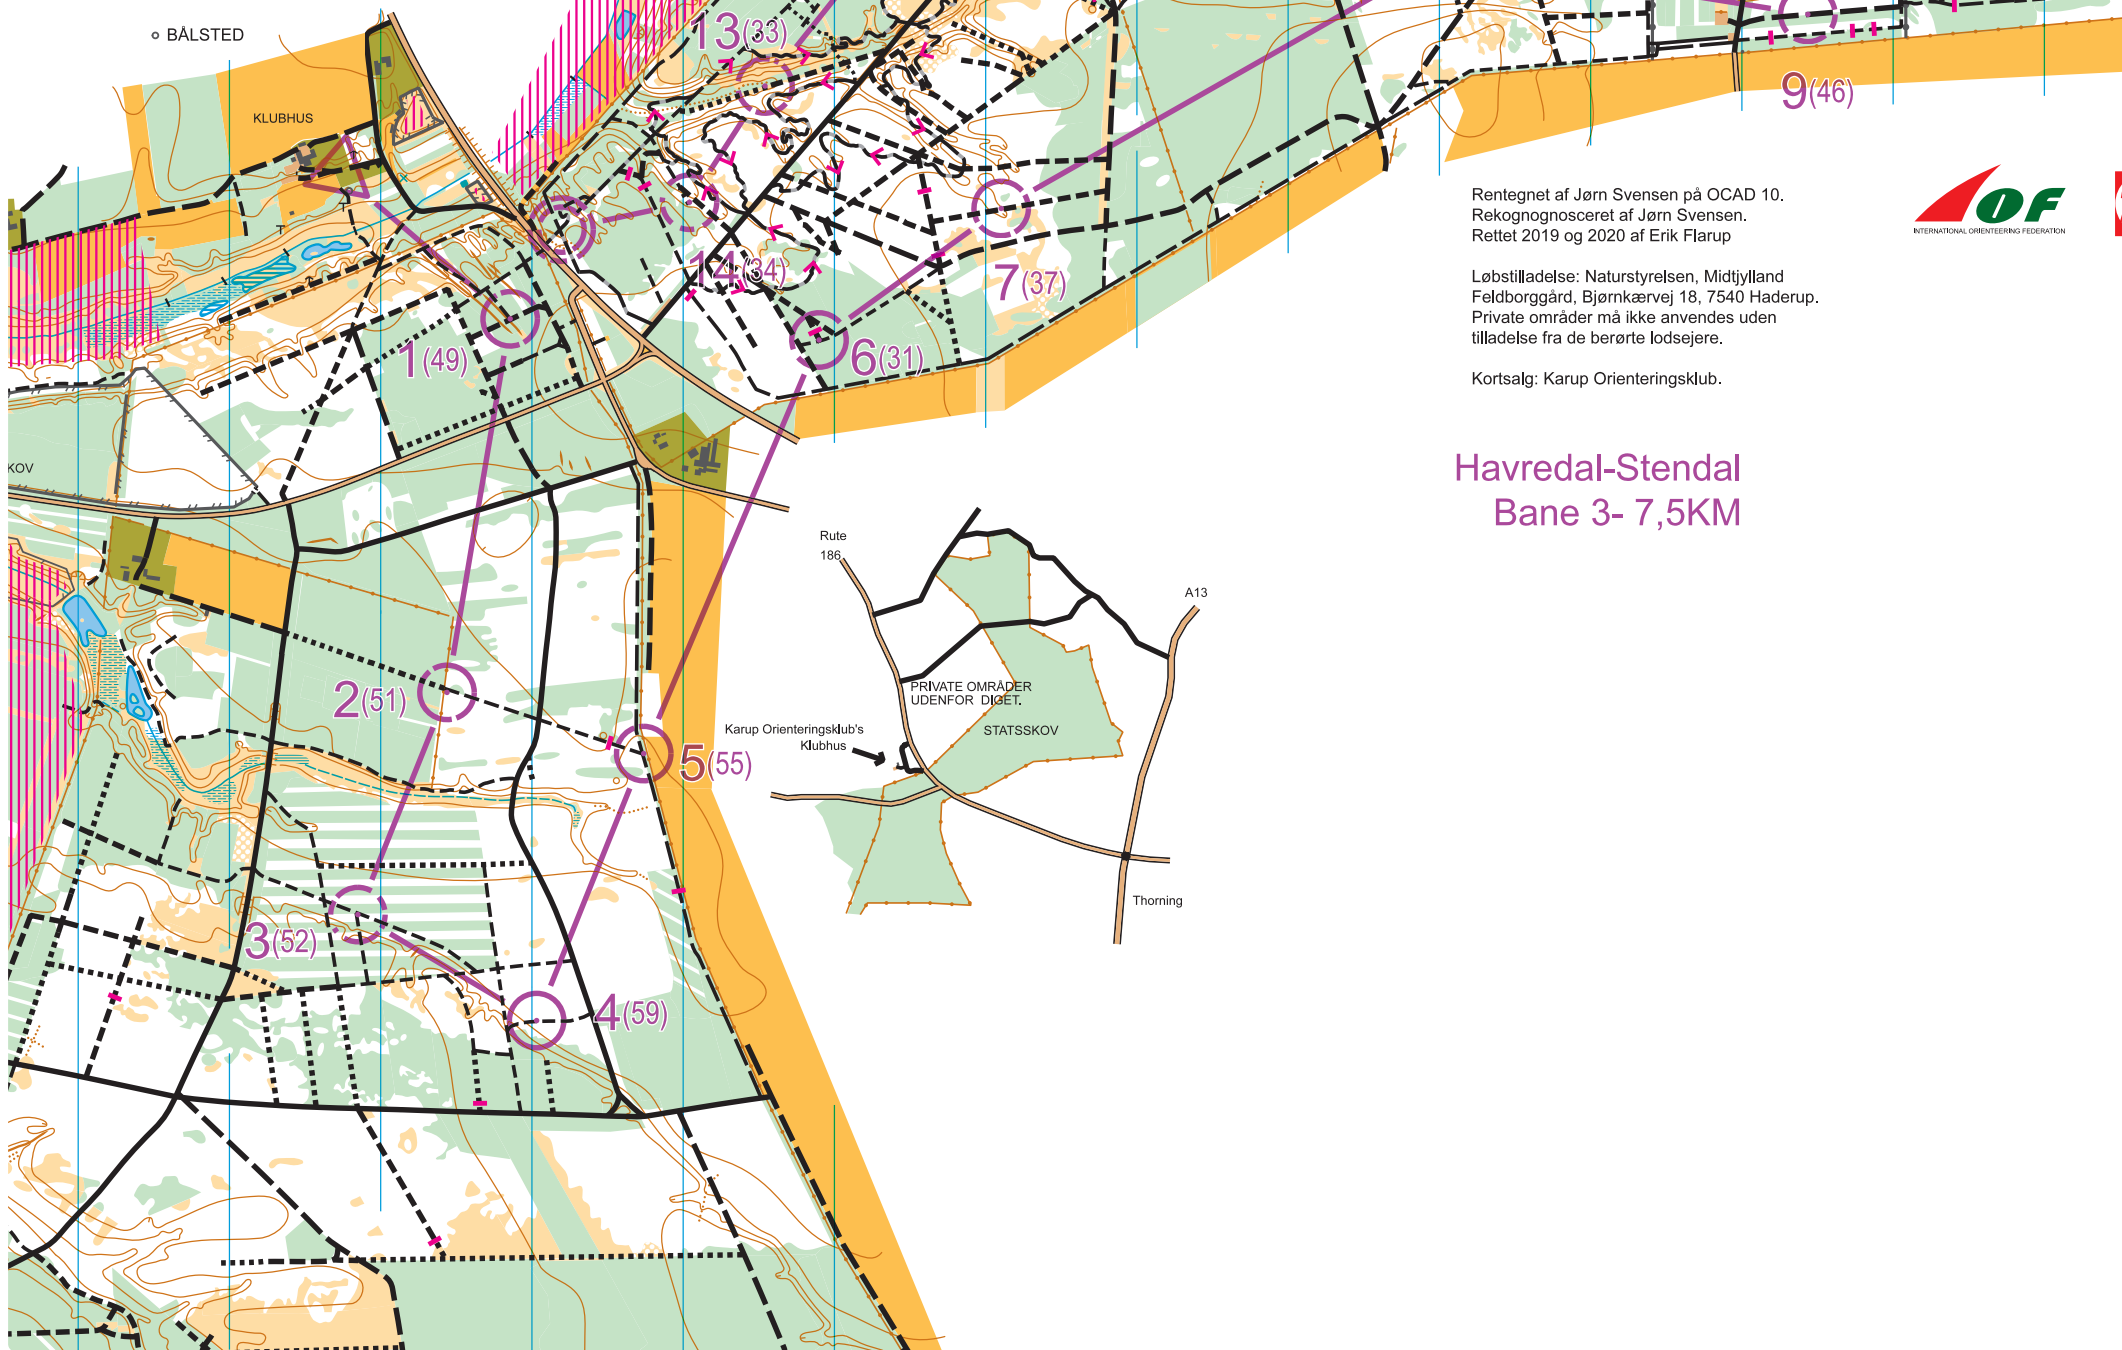 BÅLSTED
KLUBHUS
13(33)
9(46)
14(34)
7(37)
1(49)
6(31)
KOV
2(51)
5(55)
3(52)
4(59)
Rentegnet af Jørn Svensen på OCAD 10.
Rekognognosceret af Jørn Svensen.
Rettet 2019 og 2020 af Erik Flarup
Løbstilladelse: Naturstyrelsen, Midtjylland
Feldborggård, Bjørnkærvej 18, 7540 Haderup.
Private områder må ikke anvendes uden
tilladelse fra de berørte lodsejere.
Kortsalg: Karup Orienteringsklub.
IOF
INTERNATIONAL ORIENTEERING FEDERATION
Havredal-Stendal
Bane 3- 7,5KM
Rute
186
A13
PRIVATE OMRÅDER
UDENFOR DIGET.
STATSSKOV
Karup Orienteringsklub's
Klubhus
Thorning